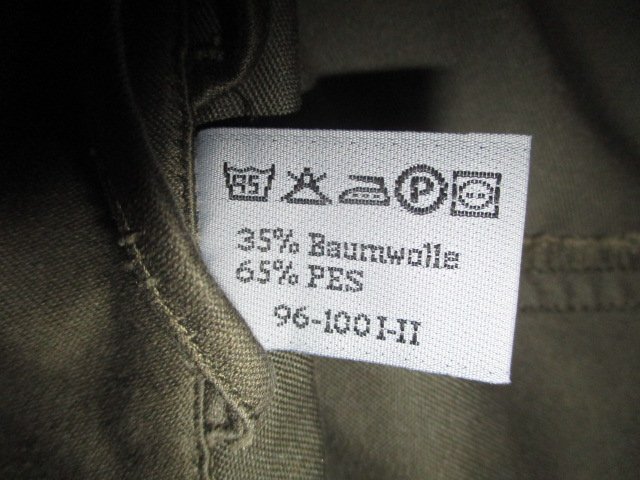 95 P
35% Baumwolle
65% PES
96-100 I-II